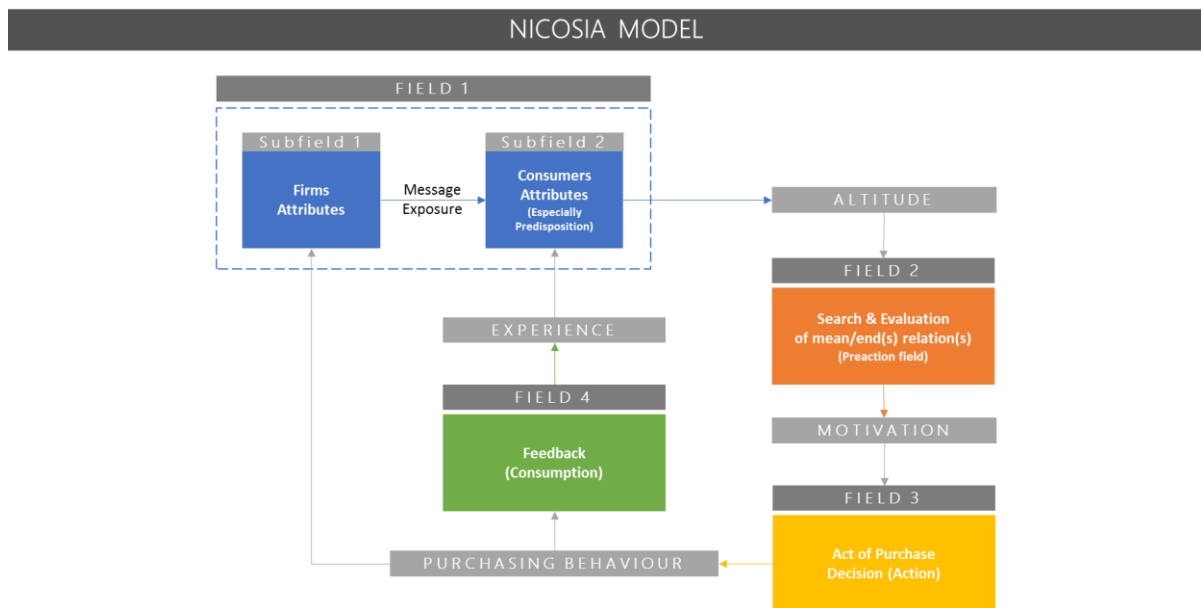 NICOSIA MODEL
FIELD 1
Subfield 1
Firms
Attributes
Message
Exposure
Subfield 2
Consumers
Attributes
(Especially
Predisposition)
ALTITUDE
FIELD 2
Search & Evaluation
of mean/end(s) relation(s)
(Preaction field)
MOTIVATION
FIELD 3
Act of Purchase
Decision (Action)
PURCHASING BEHAVIOUR
FIELD 4
Feedback
(Consumption)
EXPERIENCE